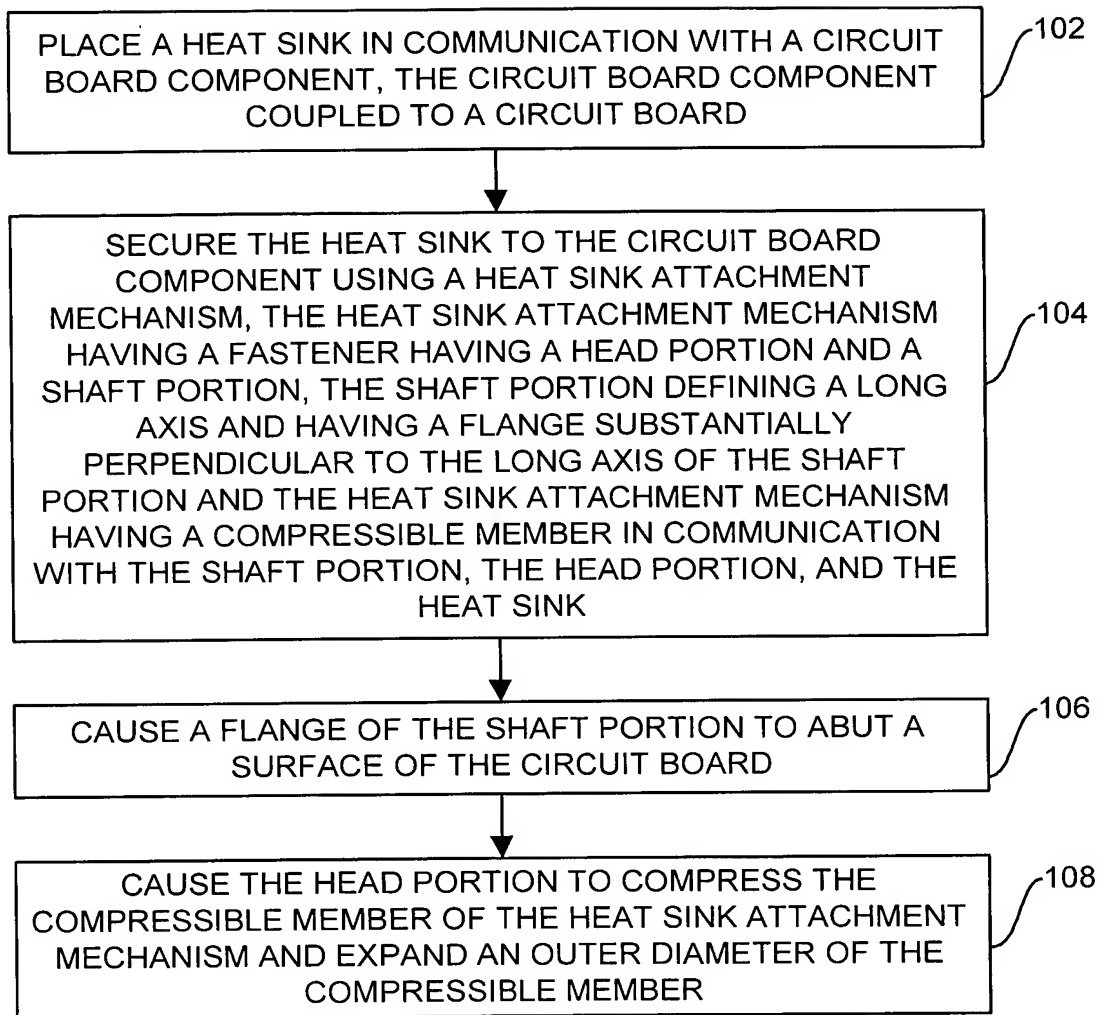 PLACE A HEAT SINK IN COMMUNICATION WITH A CIRCUIT
BOARD COMPONENT, THE CIRCUIT BOARD COMPONENT
COUPLED TO A CIRCUIT BOARD
102
SECURE THE HEAT SINK TO THE CIRCUIT BOARD
COMPONENT USING A HEAT SINK ATTACHMENT
MECHANISM, THE HEAT SINK ATTACHMENT MECHANISM
HAVING A FASTENER HAVING A HEAD PORTION AND A
SHAFT PORTION, THE SHAFT PORTION DEFINING A LONG
AXIS AND HAVING A FLANGE SUBSTANTIALLY
PERPENDICULAR TO THE LONG AXIS OF THE SHAFT
PORTION AND THE HEAT SINK ATTACHMENT MECHANISM
HAVING A COMPRESSIBLE MEMBER IN COMMUNICATION
WITH THE SHAFT PORTION, THE HEAD PORTION, AND THE
HEAT SINK
104
CAUSE A FLANGE OF THE SHAFT PORTION TO ABUT A
SURFACE OF THE CIRCUIT BOARD
106
CAUSE THE HEAD PORTION TO COMPRESS THE
COMPRESSIBLE MEMBER OF THE HEAT SINK ATTACHMENT
MECHANISM AND EXPAND AN OUTER DIAMETER OF THE
COMPRESSIBLE MEMBER
108